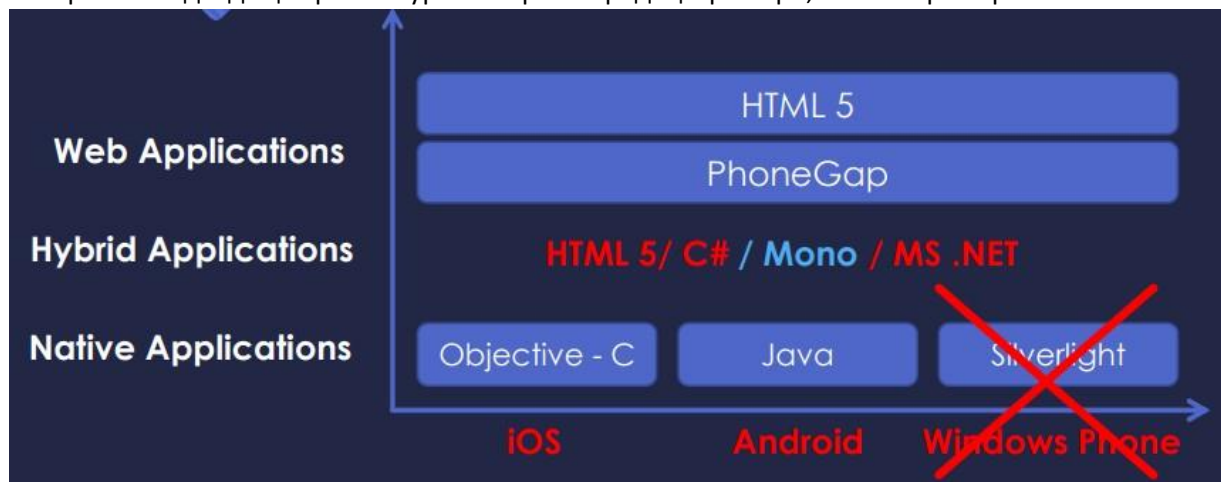 HTML 5
Web Applications
PhoneGap
Hybrid Applications
HTML 5/ C# / Mono / MS .NET
Native Applications
Objective - C
Java
Silverlight
iOS
Android
Windows Phone